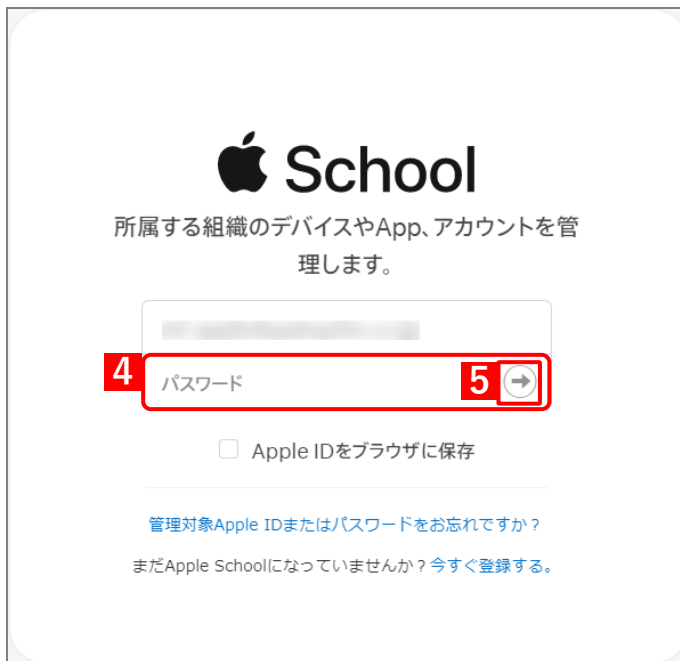 School
所属する組織のデバイスやApp、アカウントを管
理します。
4 パスワード 5
Apple IDをブラウザに保存
管理対象Apple IDまたはパスワードをお忘れですか？
まだApple Schoolになっていませんか？今すぐ登録する。